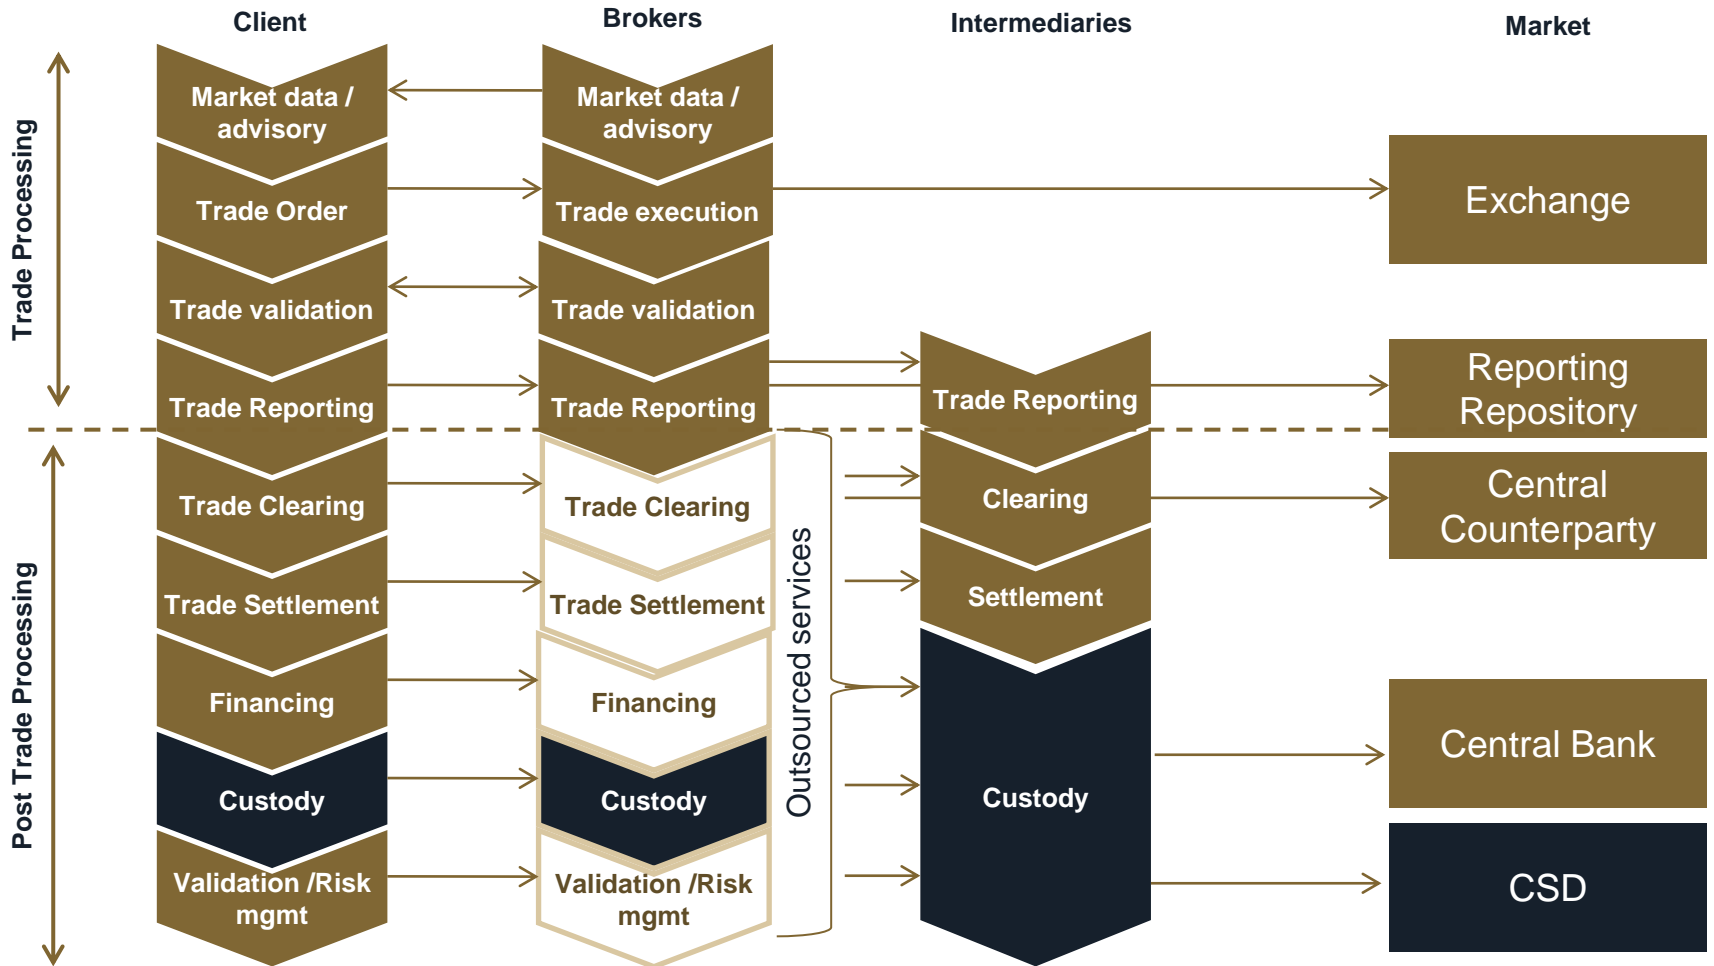 Client
Brokers
Intermediaries
Market
Trade Processing
Post Trade Processing
Market data /
advisory
Trade Order
Trade validation
Trade Reporting
Trade Clearing
Trade Settlement
Financing
Custody
Validation /Risk
mgmt
Market data /
advisory
Trade execution
Trade validation
Trade Reporting
Trade Clearing
Trade Settlement
Financing
Custody
Validation /Risk
mgmt
Outsourced services
Trade Reporting
Clearing
Settlement
Custody
Exchange
Reporting
Repository
Central
Counterparty
Central Bank
CSD